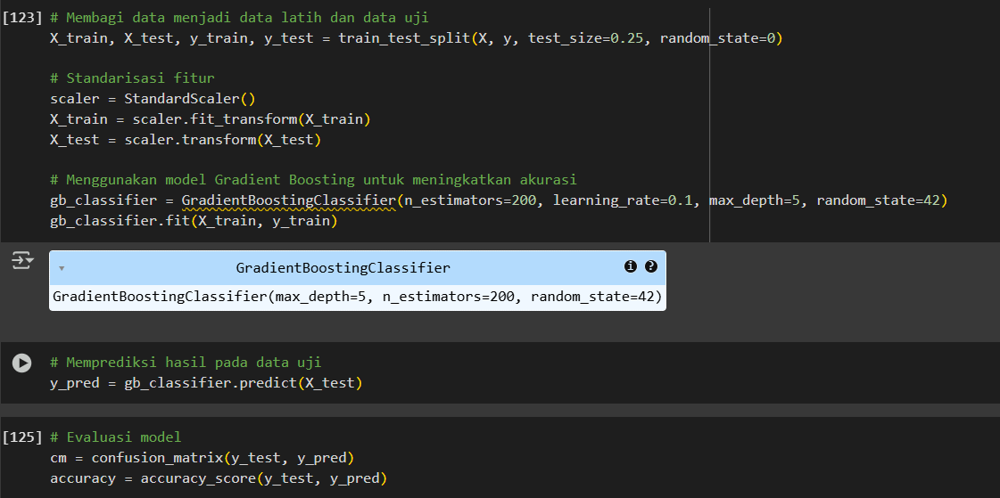 [123] # Membagi data menjadi data latih dan data uji
X_train, X_test, y_train, y_test = train_test_split(X, y, test_size=0.25, random_state=0)
# Standarisasi fitur
scaler = StandardScaler()
X_train = scaler.fit_transform(X_train)
X_test = scaler.transform(X_test)
# Menggunakan model Gradient Boosting untuk meningkatkan akurasi
gb_classifier = GradientBoostingClassifier(n_estimators=200, learning_rate=0.1, max_depth=5, random_state=42)
gb_classifier.fit(X_train, y_train)
GradientBoostingClassifier
GradientBoostingClassifier(max_depth=5, n_estimators=200, random_state=42)
# Memprediksi hasil pada data uji
y_pred = gb_classifier.predict(X_test)
[125] # Evaluasi model
cm = confusion_matrix(y_test, y_pred)
accuracy = accuracy_score(y_test, y_pred)